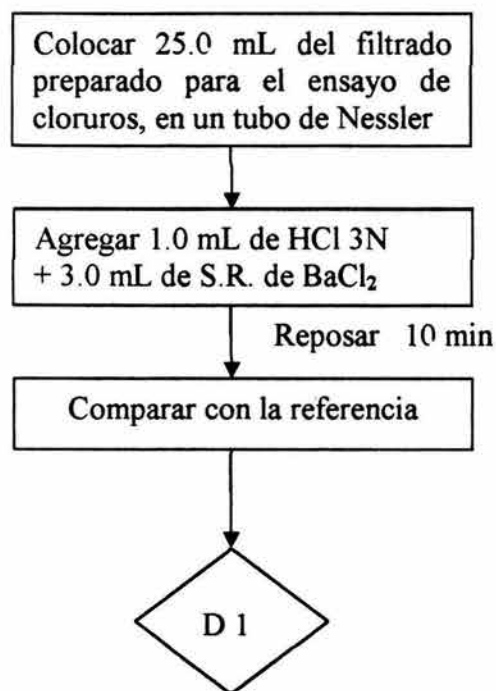 Colocar 25.0 mL del filtrado
preparado para el ensayo de
cloruros, en un tubo de Nessler
Agregar 1.0 mL de HCl 3N
+ 3.0 mL de S.R. de BaCl₂
Reposar 10 min
Comparar con la referencia
D 1